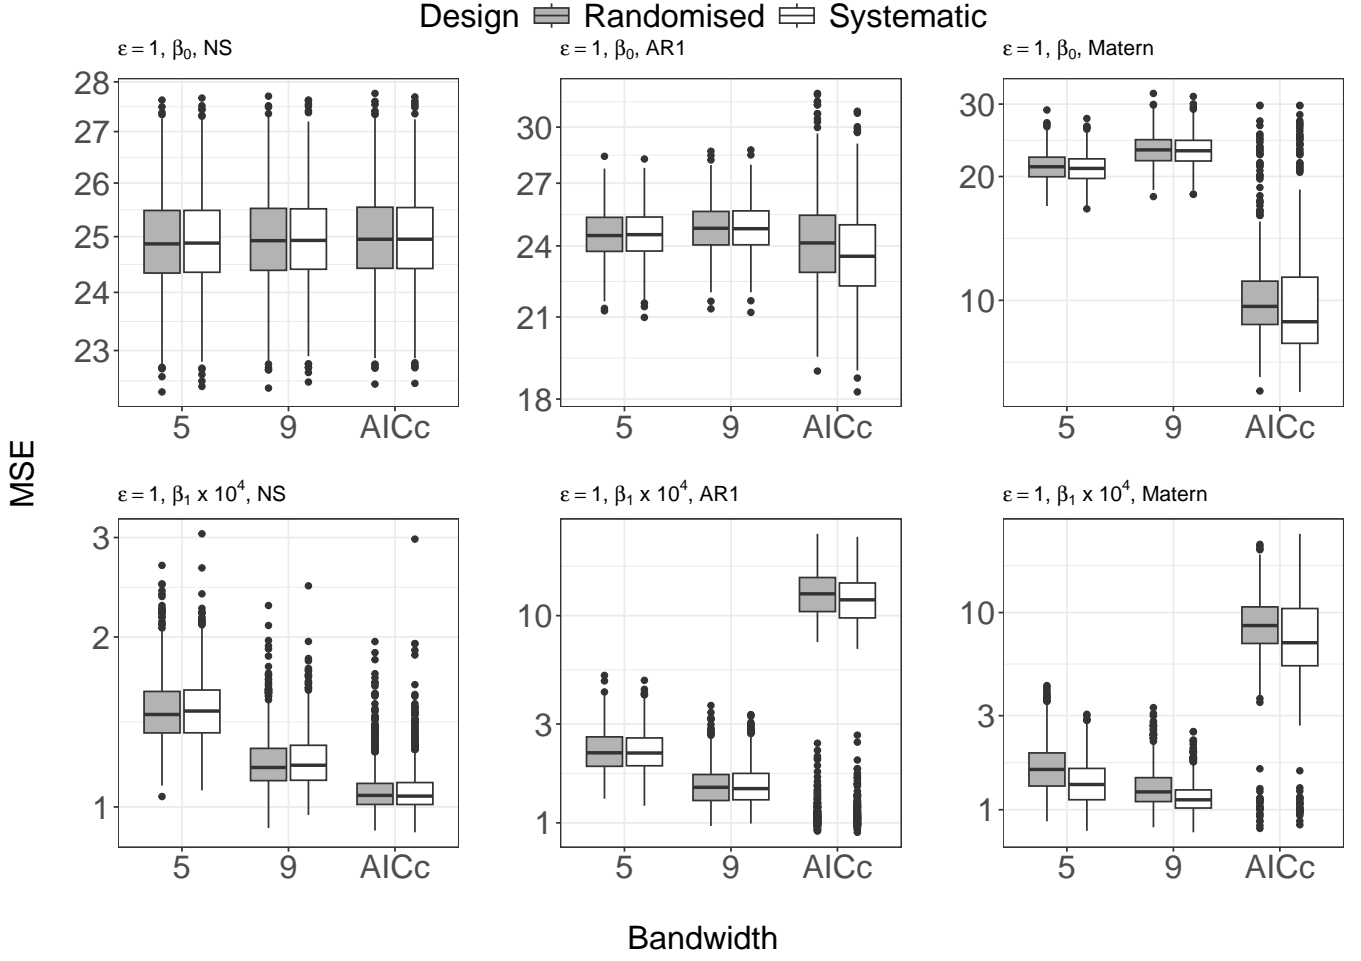 Design Randomised Systematic
ε = 1, β0, NS
28
27
26
25
24
23
5 9 AICc
ε = 1, β0, AR1
30
27
24
21
18
5 9 AICc
ε = 1, β0, Matern
30
20
10
5 9 AICc
MSE
ε = 1, β1 x 10^4, NS
3
2
1
5 9 AICc
ε = 1, β1 x 10^4, AR1
10
3
1
5 9 AICc
ε = 1, β1 x 10^4, Matern
10
3
1
5 9 AICc
Bandwidth